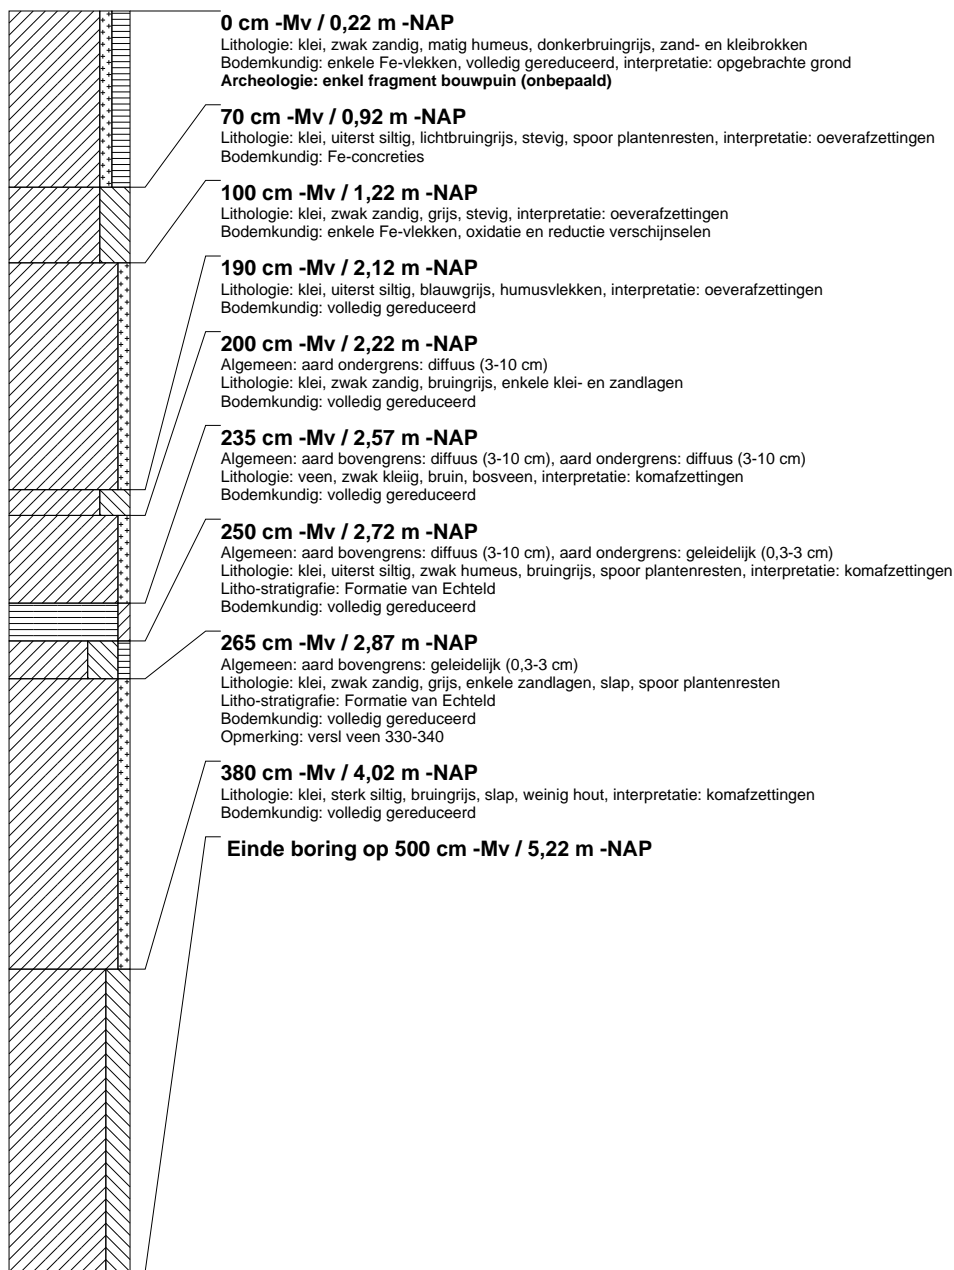 0 cm -Mv / 0,22 m -NAP
Lithologie: klei, zwak zandig, matig humeus, donkerbruingrijs, zand- en kleibrokken
Bodemkundig: enkele Fe-vlekken, volledig gereduceerd, interpretatie: opgebrachte grond
Archeologie: enkel fragment bouwpuin (onbepaald)
70 cm -Mv / 0,92 m -NAP
Lithologie: klei, uiterst siltig, lichtbruingrijs, stevig, spoor plantenresten, interpretatie: oeverafzettingen
Bodemkundig: Fe-concreties
100 cm -Mv / 1,22 m -NAP
Lithologie: klei, zwak zandig, grijs, stevig, interpretatie: oeverafzettingen
Bodemkundig: enkele Fe-vlekken, oxidatie en reductie verschijnselen
190 cm -Mv / 2,12 m -NAP
Lithologie: klei, uiterst siltig, blauwgrijs, humusvlekken, interpretatie: oeverafzettingen
Bodemkundig: volledig gereduceerd
200 cm -Mv / 2,22 m -NAP
Algemeen: aard ondergrens: diffuus (3-10 cm)
Lithologie: klei, zwak zandig, bruingrijs, enkele klei- en zandlagen
Bodemkundig: volledig gereduceerd
235 cm -Mv / 2,57 m -NAP
Algemeen: aard bovengrens: diffuus (3-10 cm), aard ondergrens: diffuus (3-10 cm)
Lithologie: veen, zwak kleiig, bruin, bosveen, interpretatie: komafzettingen
Bodemkundig: volledig gereduceerd
250 cm -Mv / 2,72 m -NAP
Algemeen: aard bovengrens: diffuus (3-10 cm), aard ondergrens: geleidelijk (0,3-3 cm)
Lithologie: klei, uiterst siltig, zwak humeus, bruingrijs, spoor plantenresten, interpretatie: komafzettingen
Litho-stratigrafie: Formatie van Echteld
Bodemkundig: volledig gereduceerd
265 cm -Mv / 2,87 m -NAP
Algemeen: aard bovengrens: geleidelijk (0,3-3 cm)
Lithologie: klei, zwak zandig, grijs, enkele zandlagen, slap, spoor plantenresten
Litho-stratigrafie: Formatie van Echteld
Bodemkundig: volledig gereduceerd
Opmerking: versl veen 330-340
380 cm -Mv / 4,02 m -NAP
Lithologie: klei, sterk siltig, bruingrijs, slap, weinig hout, interpretatie: komafzettingen
Bodemkundig: volledig gereduceerd
Einde boring op 500 cm -Mv / 5,22 m -NAP